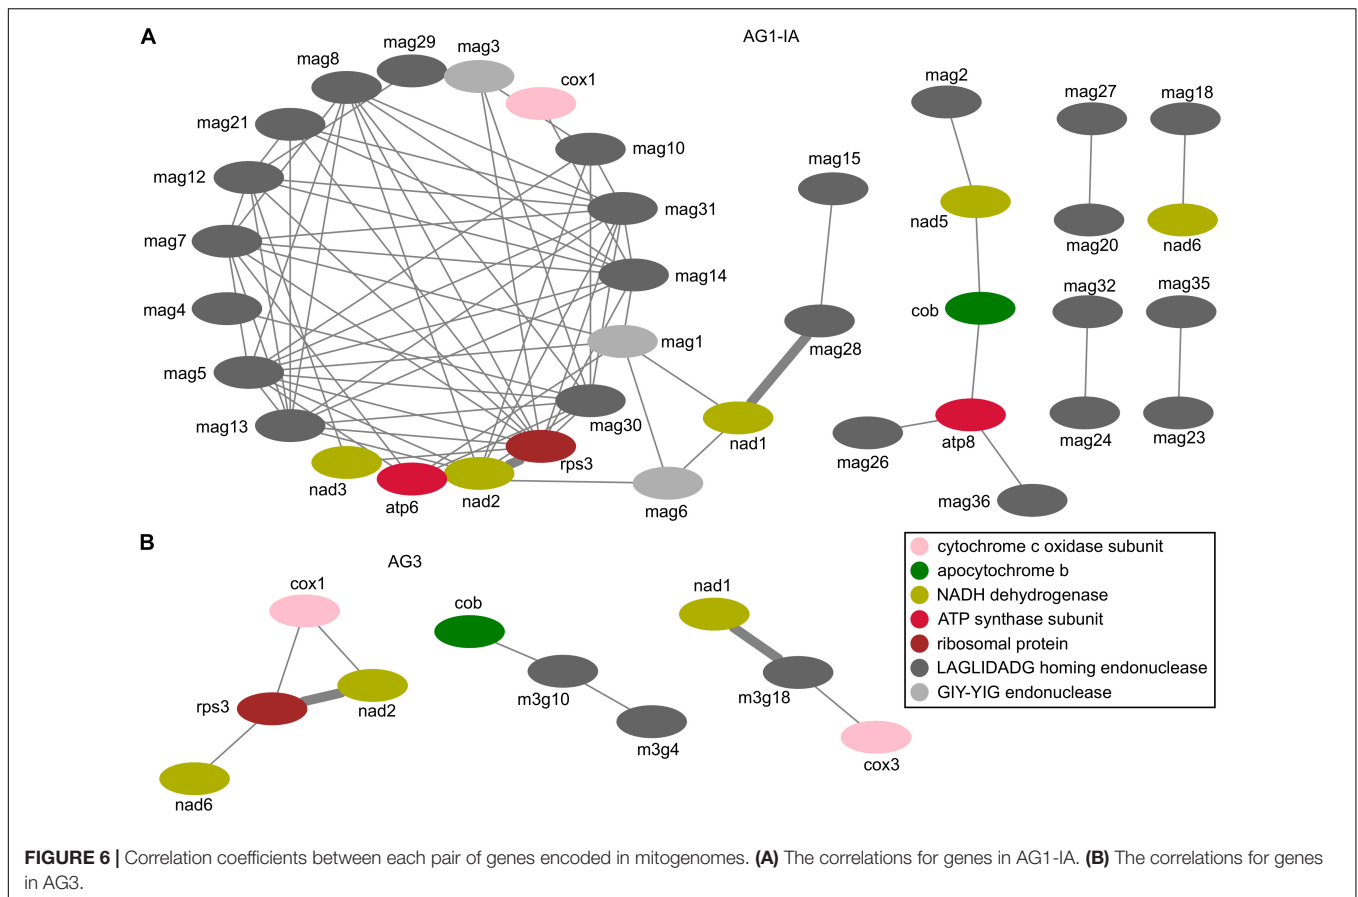 A
AG1-IA
mag29
mag3
mag8
cox1
mag21
mag10
mag12
mag31
mag7
mag14
mag4
mag1
mag5
mag30
mag13
rps3
nad3
atp6
nad2
mag6
nad1
mag28
mag15
mag2
nad5
cob
atp8
mag26
mag36
mag27
mag20
mag18
nad6
mag32
mag24
mag35
mag23
B
AG3
cox1
rps3
nad2
nad6
cob
m3g10
m3g4
nad1
m3g18
cox3
cytochrome c oxidase subunit
apocytochrome b
NADH dehydrogenase
ATP synthase subunit
ribosomal protein
LAGLIDADG homing endonuclease
GIY-YIG endonuclease
FIGURE 6 | Correlation coefficients between each pair of genes encoded in mitogenomes. (A) The correlations for genes in AG1-IA. (B) The correlations for genes
in AG3.